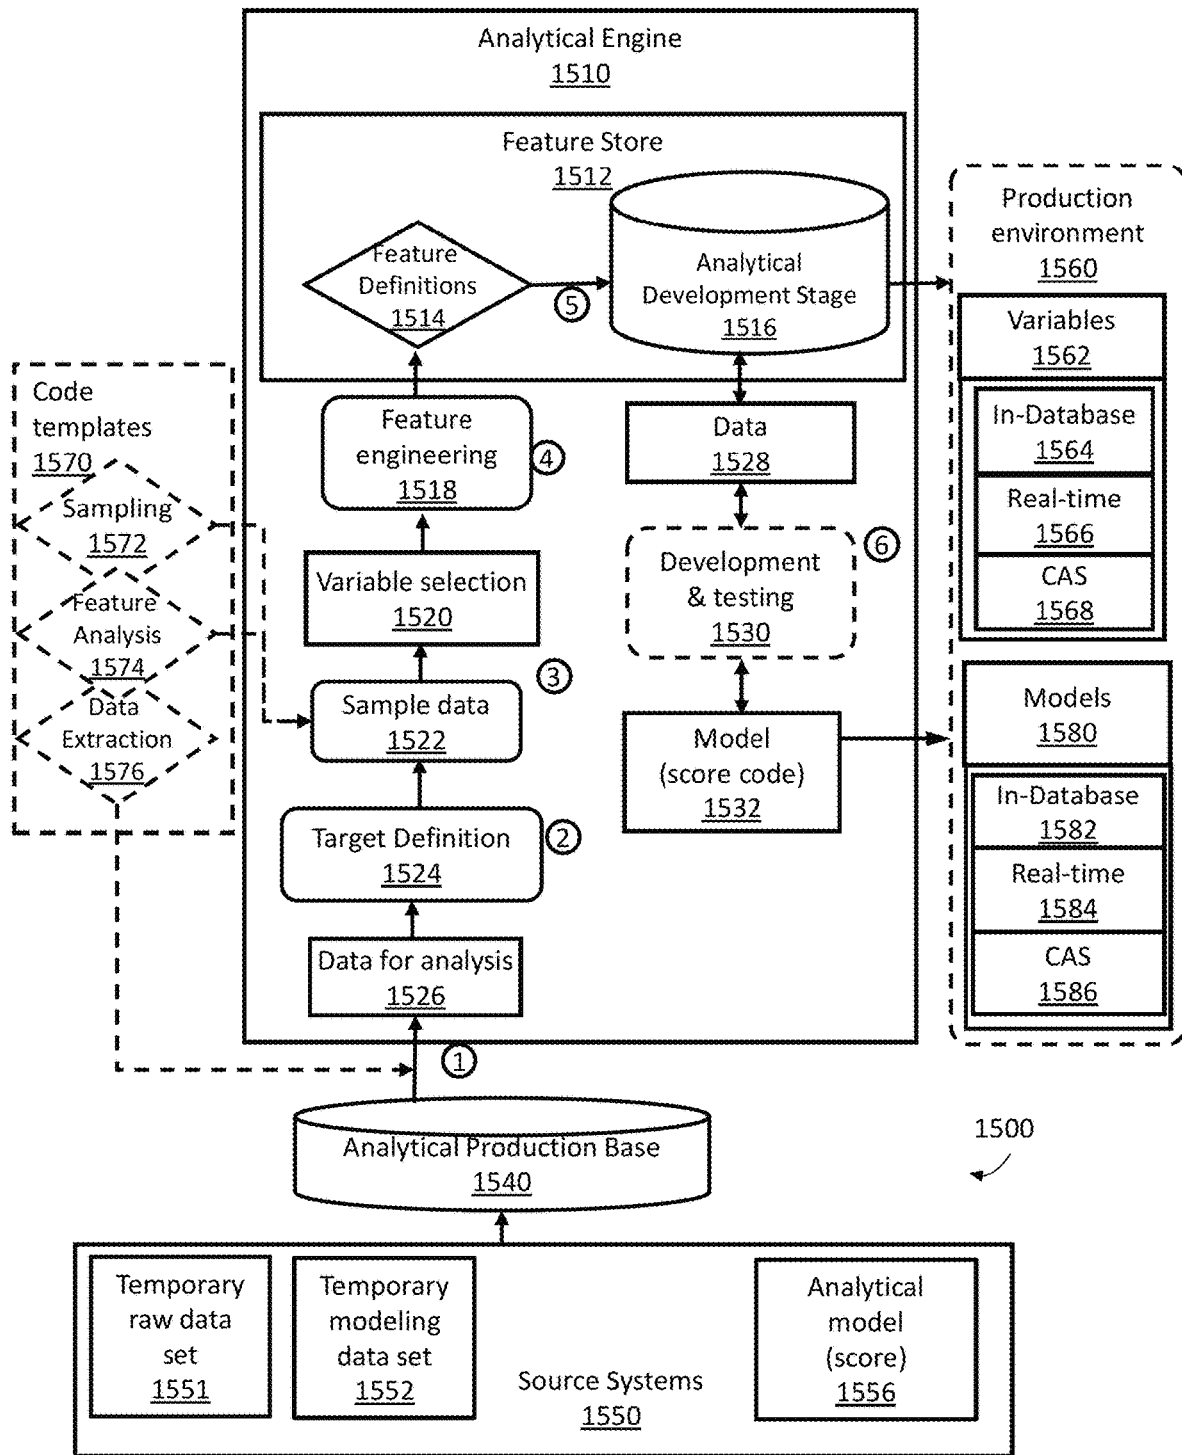 Analytical Engine
1510
Feature Store
1512
Feature
Definitions
1514
5
Analytical
Development Stage
1516
Production
environment
1560
Variables
1562
In-Database
1564
Real-time
1566
CAS
1568
Code
templates
1570
Sampling
1572
Feature
Analysis
1574
Data
Extraction
1576
Feature
engineering
1518
4
Data
1528
Variable selection
1520
Development
& testing
1530
6
3
Sample data
1522
Model
(score code)
1532
Models
1580
In-Database
1582
Real-time
1584
CAS
1586
Target Definition
1524
2
Data for analysis
1526
1
Analytical Production Base
1540
1500
Temporary
raw data
set
1551
Temporary
modeling
data set
1552
Source Systems
1550
Analytical
model
(score)
1556